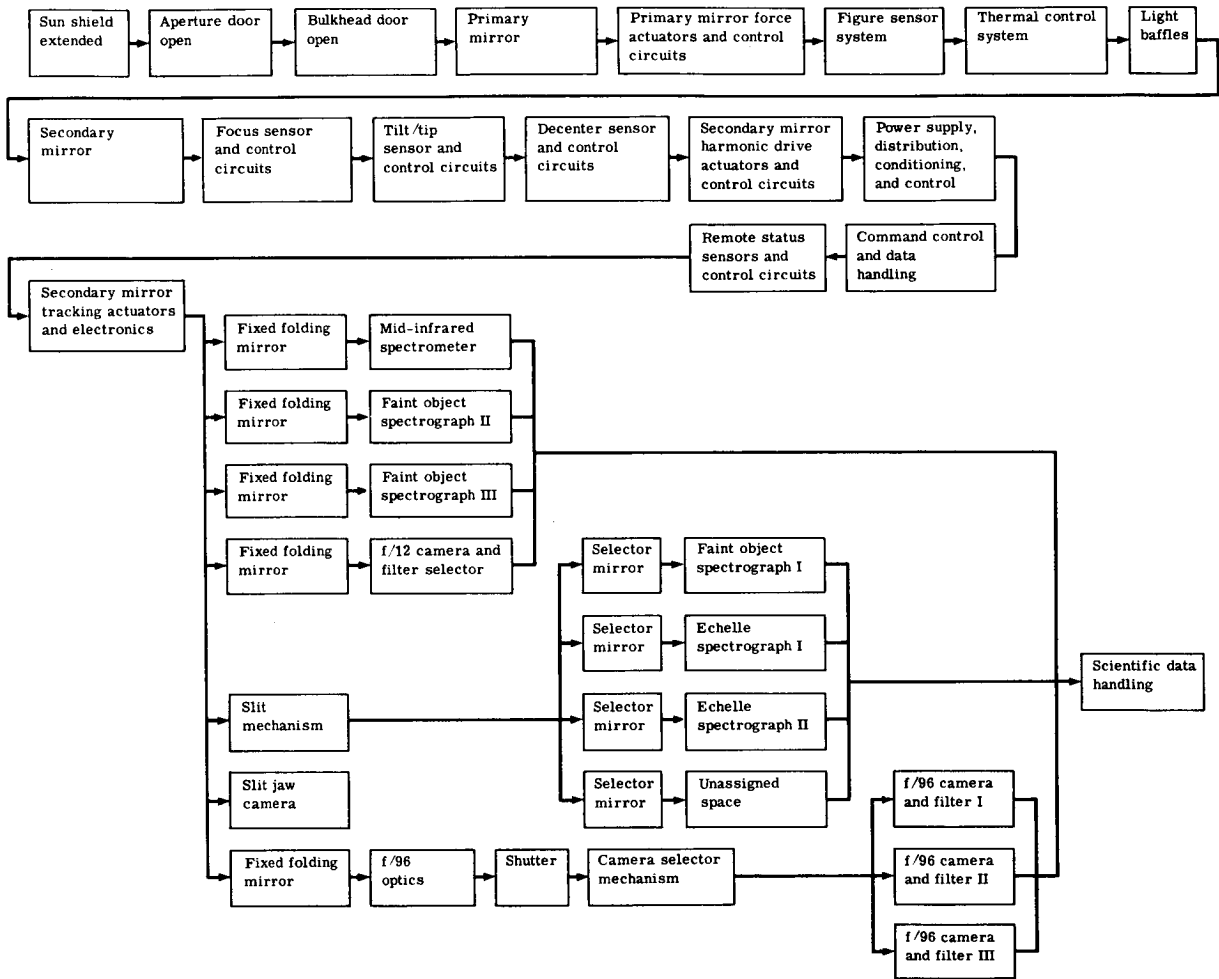 Sun shield
extended
Aperture door
open
Bulkhead door
open
Primary
mirror
Primary mirror force
actuators and control
circuits
Figure sensor
system
Thermal control
system
Light
baffles
Secondary
mirror
Focus sensor
and control
circuits
Tilt/tip
sensor and
control circuits
Decenter sensor
and control
circuits
Secondary mirror
harmonic drive
actuators and
control circuits
Power supply,
distribution,
conditioning,
and control
Remote status
sensors and
control circuits
Command control
and data
handling
Secondary mirror
tracking actuators
and electronics
Fixed folding
mirror
Mid-infrared
spectrometer
Fixed folding
mirror
Faint object
spectrograph II
Fixed folding
mirror
Faint object
spectrograph III
Fixed folding
mirror
f/12 camera and
filter selector
Selector
mirror
Faint object
spectrograph I
Selector
mirror
Echelle
spectrograph I
Scientific data
handling
Slit
mechanism
Selector
mirror
Echelle
spectrograph II
Slit jaw
camera
Selector
mirror
Unassigned
space
f/96 camera
and filter I
Fixed folding
mirror
f/96
optics
Shutter
Camera selector
mechanism
f/96 camera
and filter II
f/96 camera
and filter III